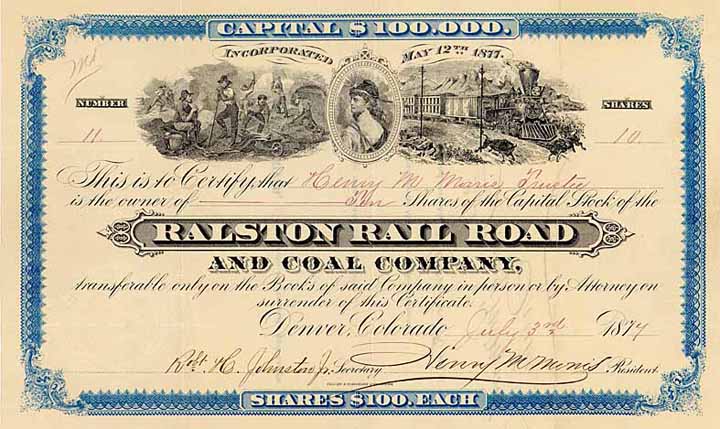 CAPITAL $100,000.
INCORPORATED MAY 12TH 1877.
NUMBER SHARES
11 10
This is to Certify, that Henry M. Trustee
is the owner of Ten Shares of the Capital Stock of the
RALSTON RAIL ROAD
AND COAL COMPANY,
transferable only on the Books of said Company in person or by Attorney on
surrender of this Certificate.
Denver, Colorado July 3rd 1877
Robt. H. Johnston Jr. Secretary Henry M. President
SHARES $100. EACH